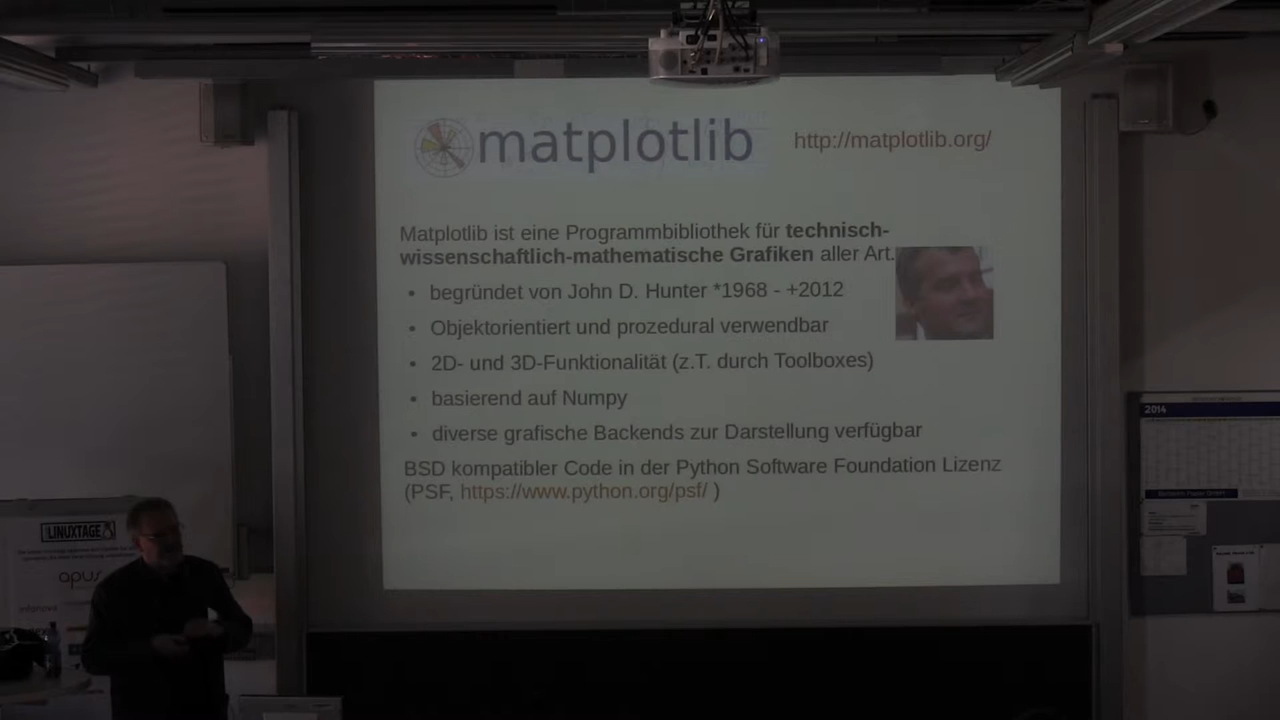 matplotlib
http://matplotlib.org/
Matplotlib ist eine Programmbibliothek für technisch-
wissenschaftlich-mathematische Grafiken aller Art.
• begründet von John D. Hunter *1968 - +2012
• Objektorientiert und prozedural verwendbar
• 2D- und 3D-Funktionalität (z.T. durch Toolboxes)
• basierend auf Numpy
• diverse grafische Backends zur Darstellung verfügbar
BSD kompatibler Code in der Python Software Foundation Lizenz
(PSF, https://www.python.org/psf/ )
2014
LINUXTAGE
apus